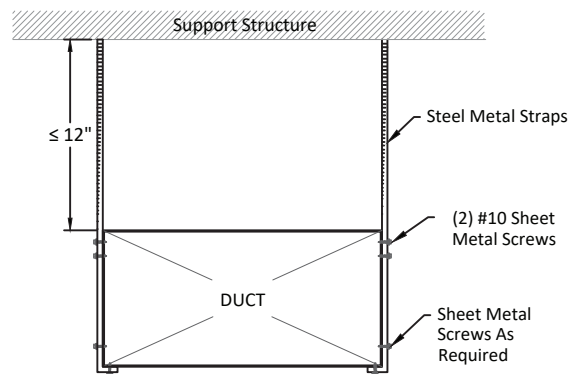 Support Structure
≤ 12"
Steel Metal Straps
(2) #10 Sheet
Metal Screws
DUCT
Sheet Metal
Screws As
Required